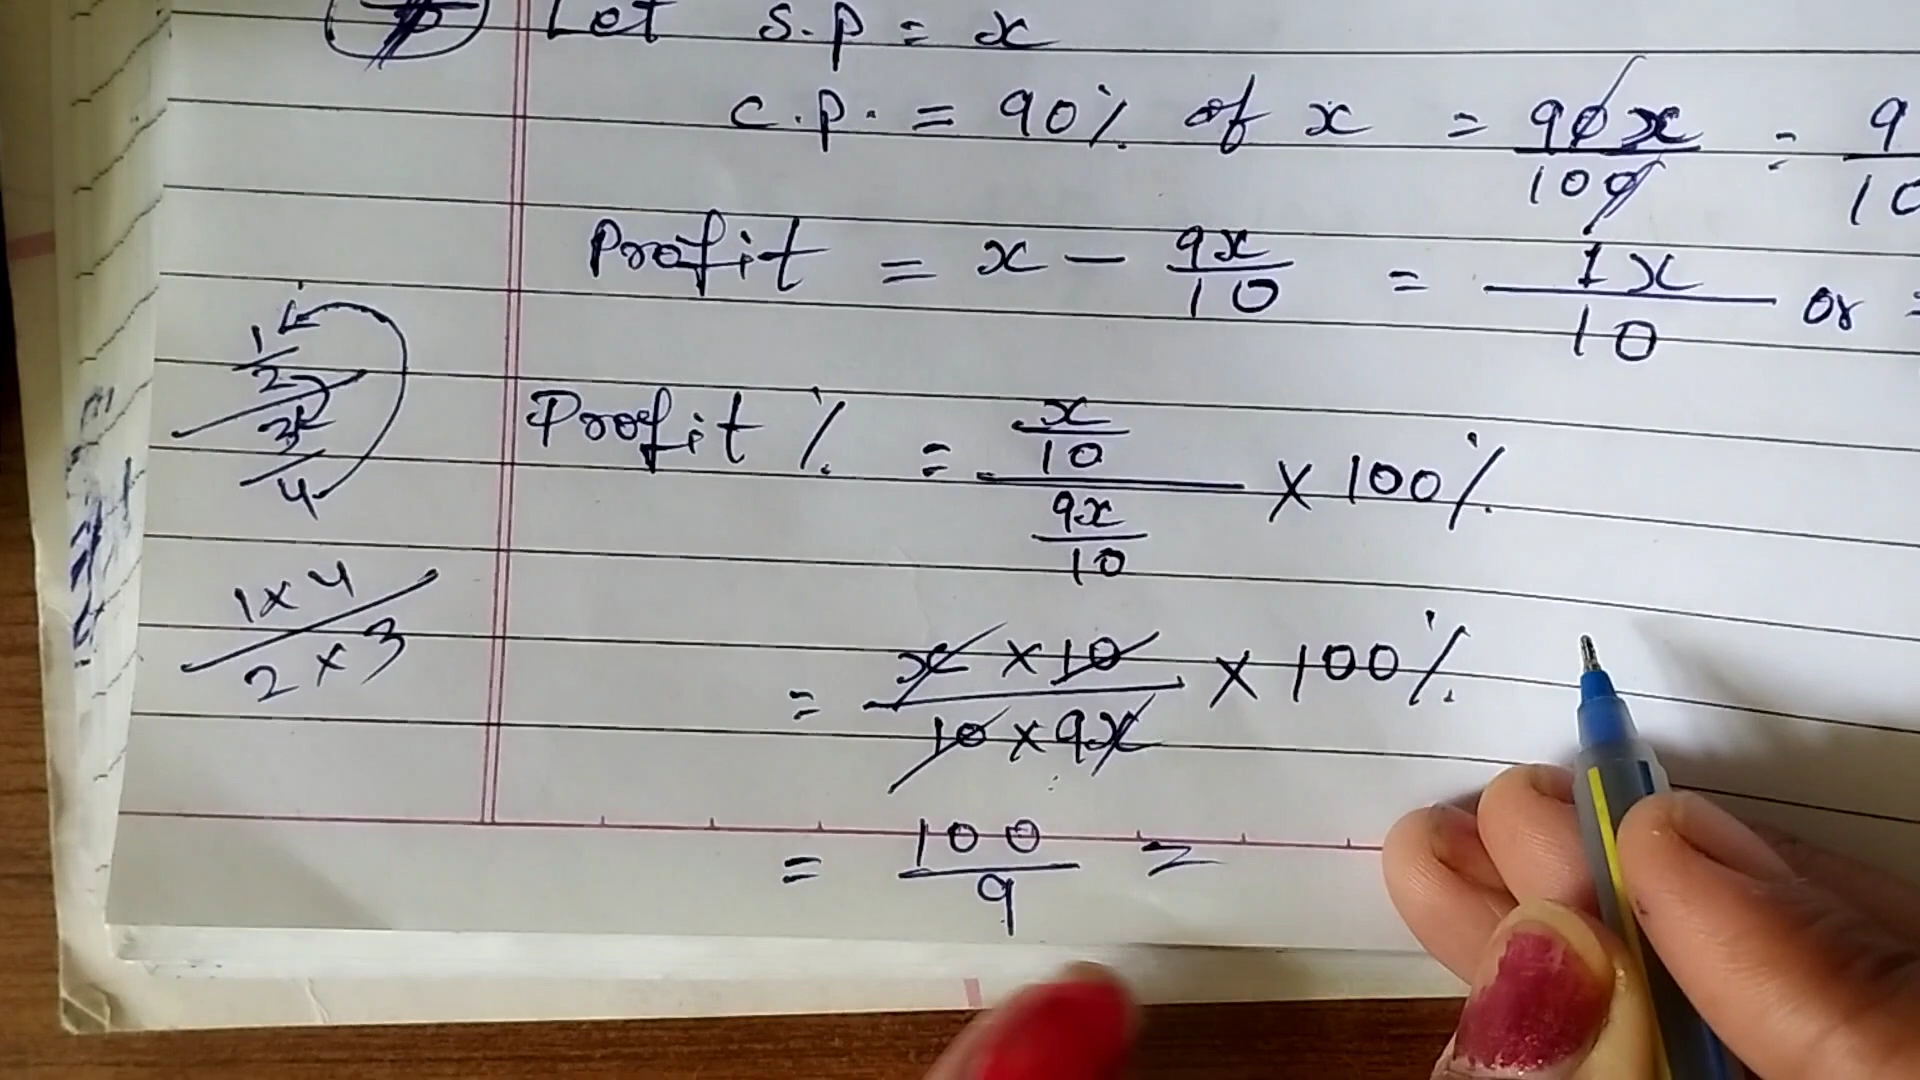 Let S.P = x
C.P. = 90% of x = 90x/100 = 9/10
Profit = x - 9x/10 = 1x/10 or =
Profit % = (x/10)/(9x/10) × 100%
= (x × 10)/(10 × 9x) × 100%
= 100/9 =
1/2
3/4
1×4
2×3